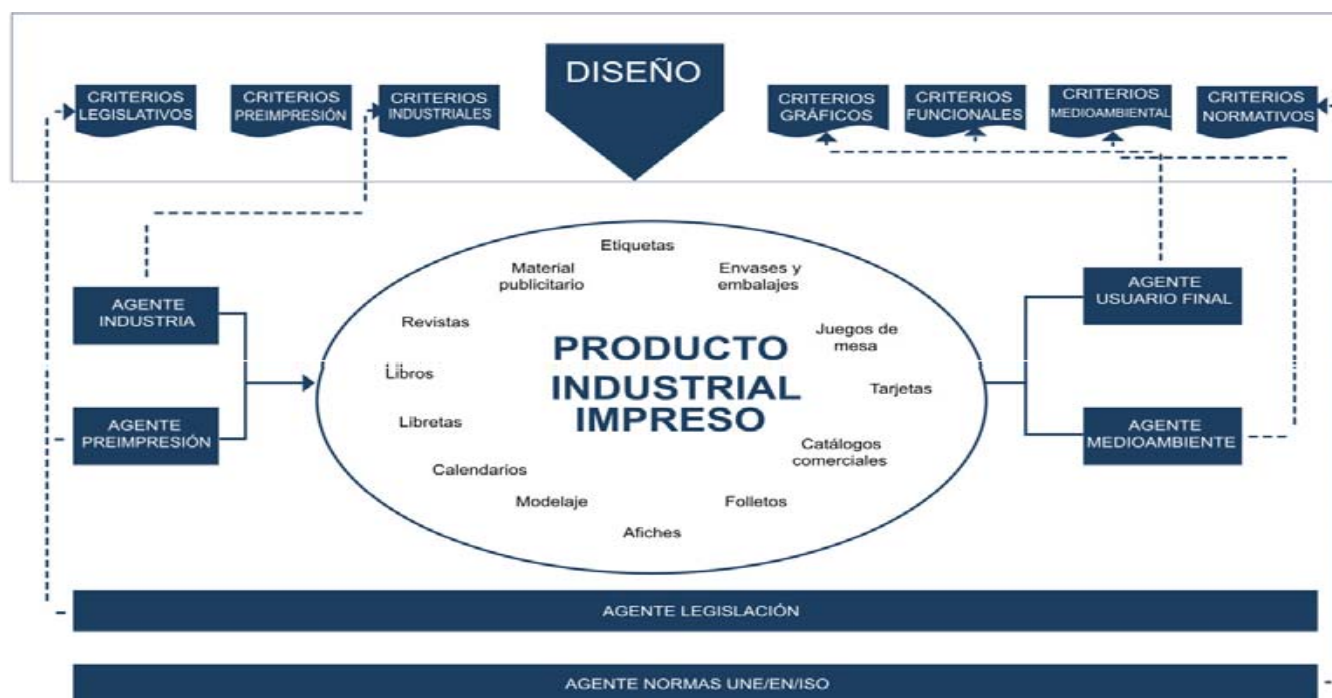 DISEÑO
CRITERIOS
LEGISLATIVOS
CRITERIOS
PREIMPRESIÓN
CRITERIOS
INDUSTRIALES
CRITERIOS
GRÁFICOS
CRITERIOS
FUNCIONALES
CRITERIOS
MEDIOAMBIENTAL
CRITERIOS
NORMATIVOS
AGENTE
INDUSTRIA
AGENTE
PREIMPRESIÓN
Etiquetas
Material
publicitario
Envases y
embalajes
Revistas
Juegos de
mesa
Libros
Tarjetas
Libretas
Catálogos
comerciales
Calendarios
Modelaje
Folletos
Afiches
PRODUCTO
INDUSTRIAL
IMPRESO
AGENTE
USUARIO FINAL
AGENTE
MEDIOAMBIENTE
AGENTE LEGISLACIÓN
AGENTE NORMAS UNE/EN/ISO